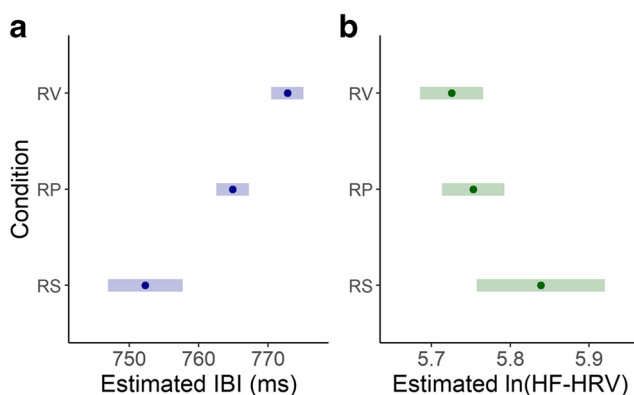 a
b
RV
RP
RS
Condition
750 760 770
Estimated IBI (ms)
RV
RP
RS
5.7 5.8 5.9
Estimated ln(HF-HRV)